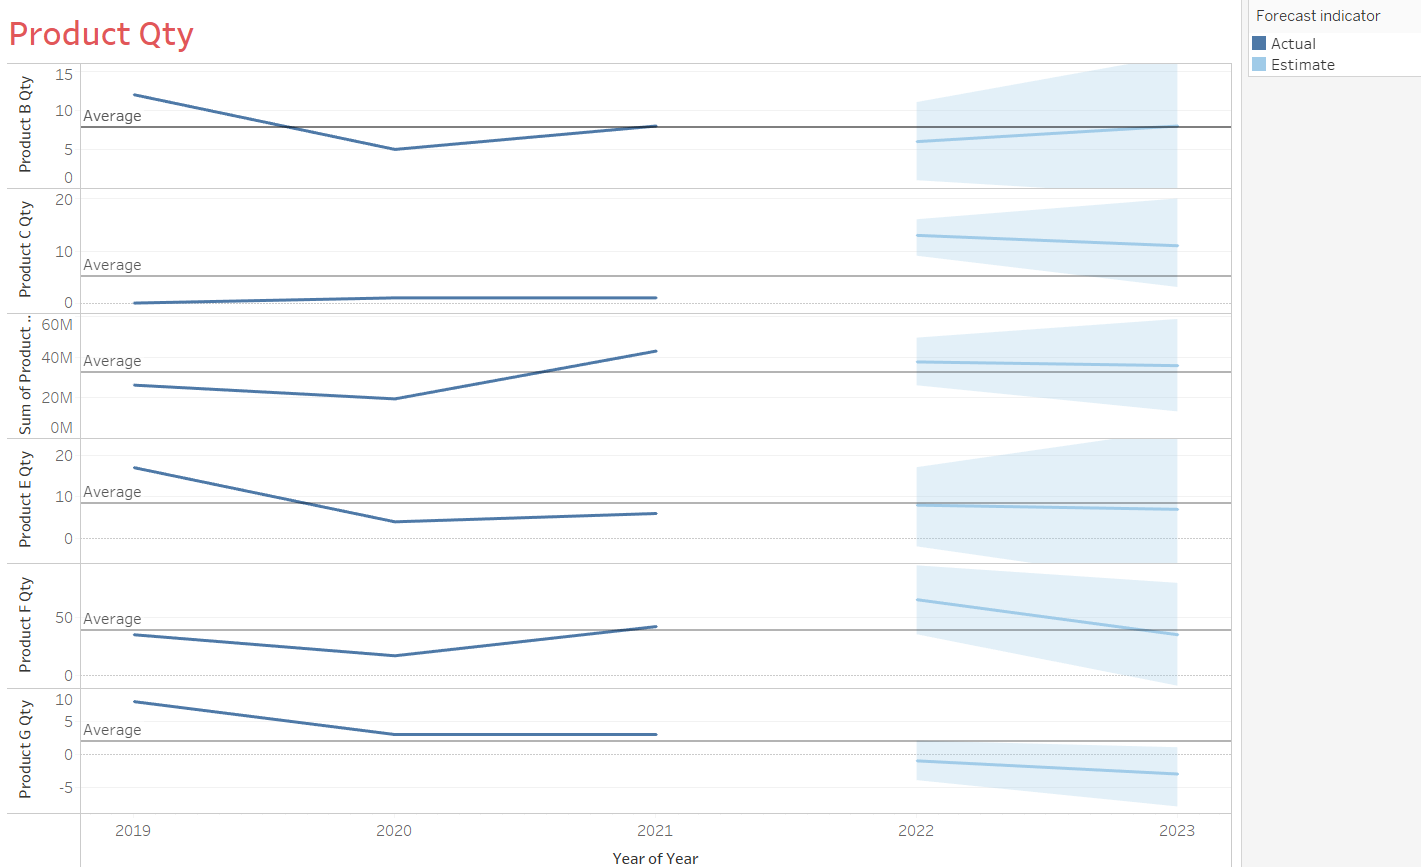 Product Qty
Forecast indicator
Actual
Estimate
Product B Qty
15
10
5
0
Average
Product C Qty
20
10
0
Average
Sum of Product ..
60M
40M
20M
0M
Average
Product E Qty
20
10
0
Average
Product F Qty
50
0
Average
Product G Qty
10
5
0
-5
Average
2019 2020 2021 2022 2023
Year of Year